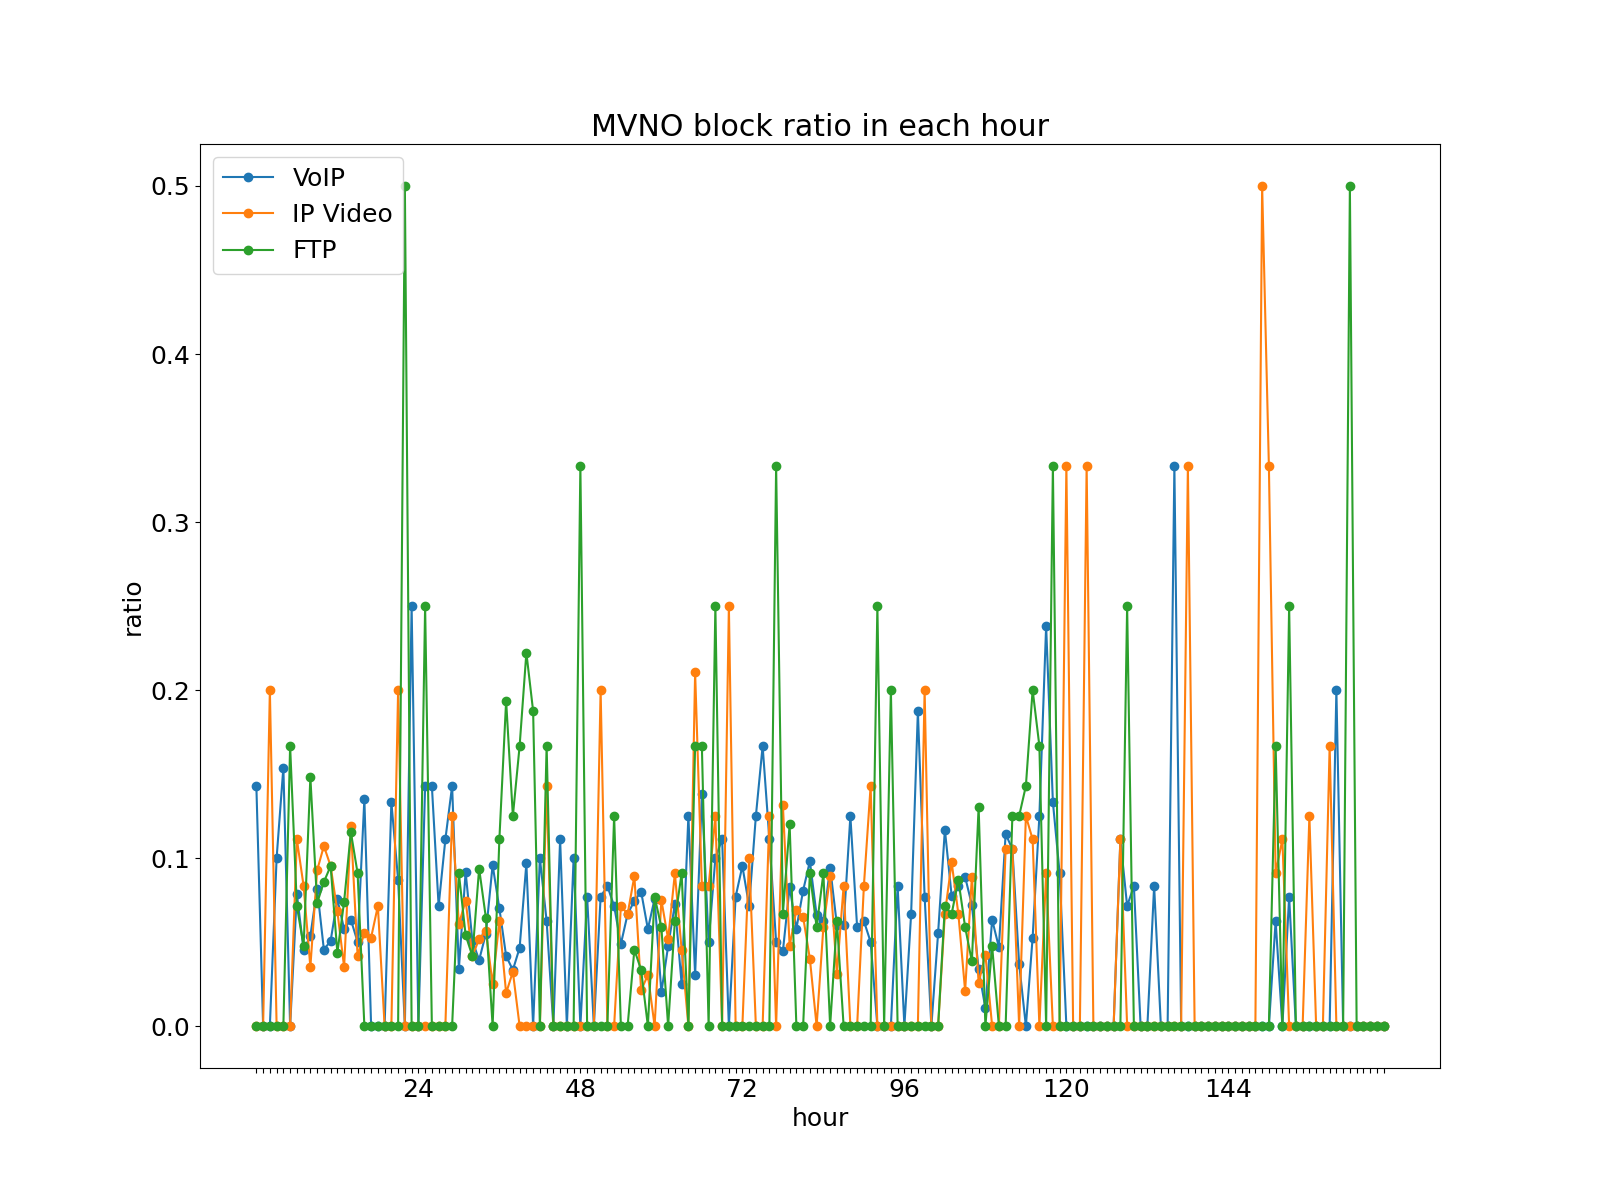 MVNO block ratio in each hour
VoIP
IP Video
FTP
0.5
0.4
0.3
0.2
0.1
0.0
ratio
24 48 72 96 120 144
hour